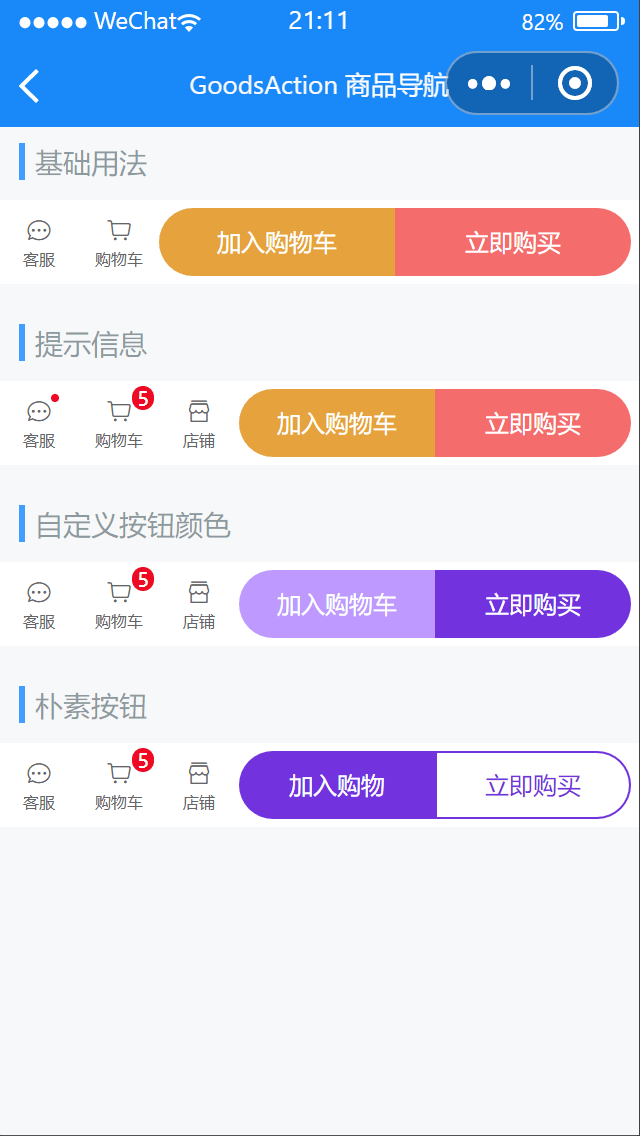 WeChat 21:11 82%
GoodsAction 商品导航
基础用法
客服 购物车 加入购物车 立即购买
提示信息
客服 5 购物车 店铺 加入购物车 立即购买
自定义按钮颜色
客服 5 购物车 店铺 加入购物车 立即购买
朴素按钮
客服 5 购物车 店铺 加入购物 立即购买